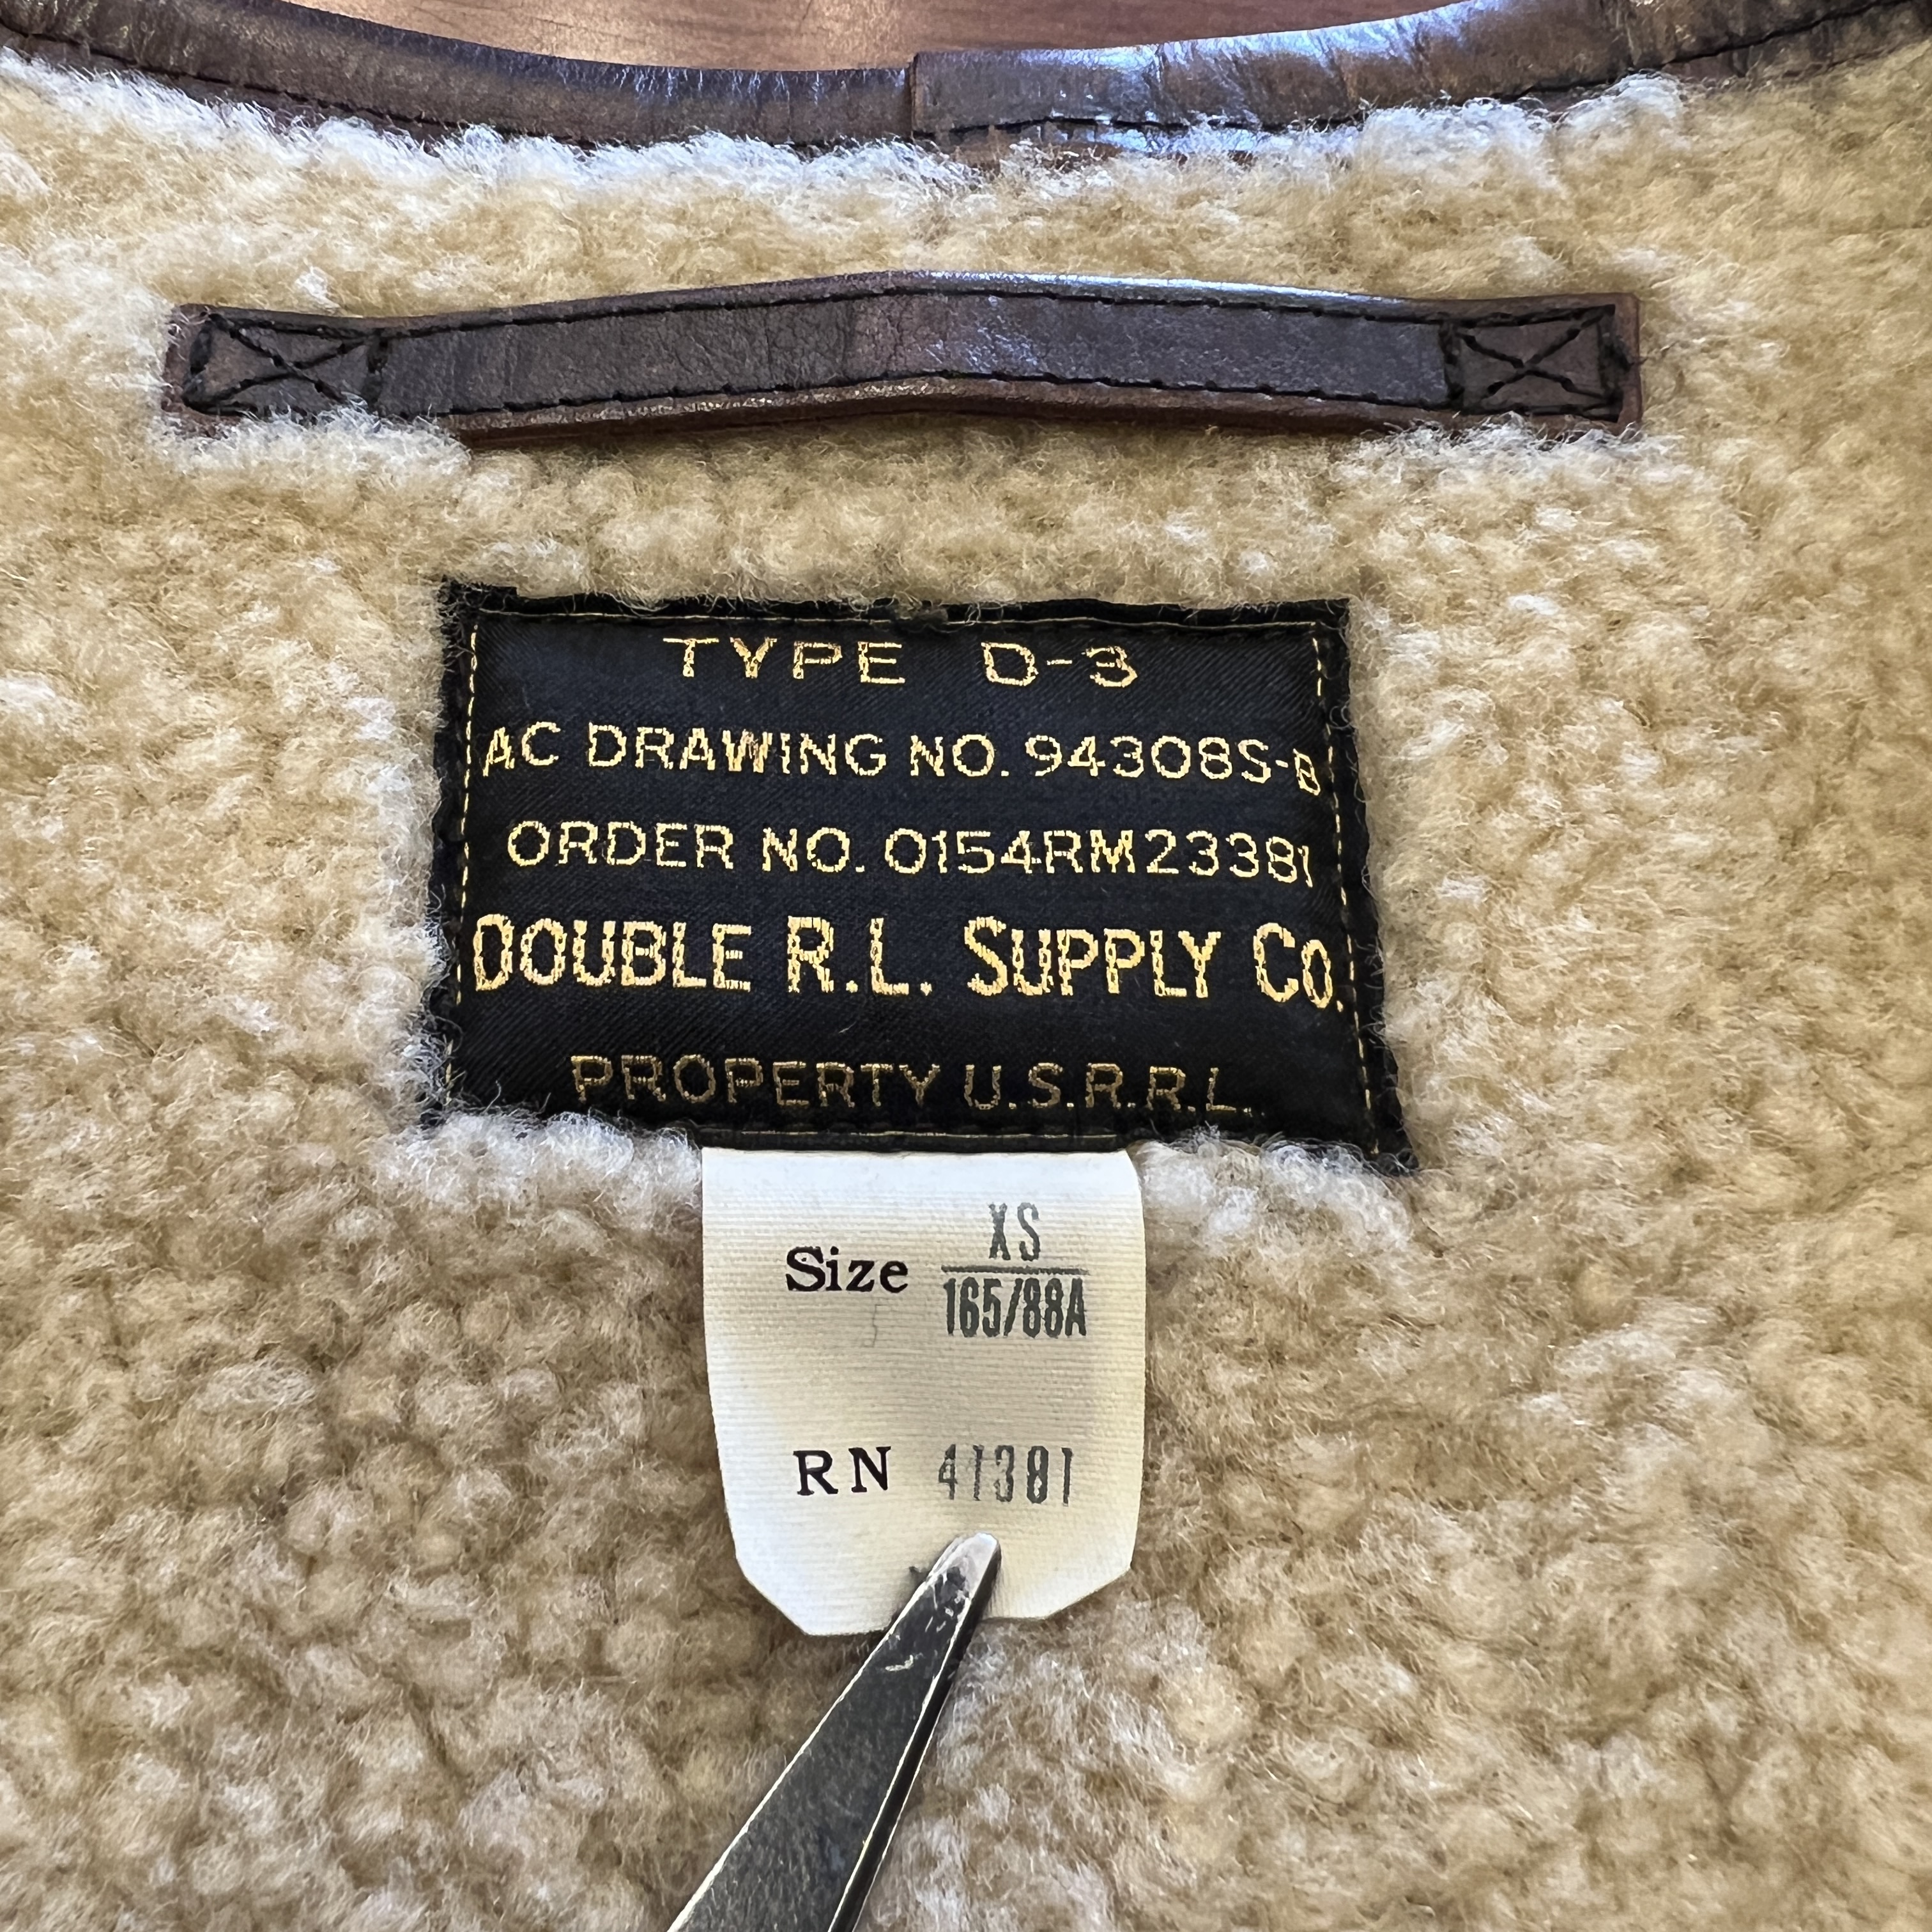 TYPE D-3
AC DRAWING NO. 94308S-B
ORDER NO. 0154RM23381
DOUBLE R.L. SUPPLY CO.
PROPERTY U.S.R.R.L.
Size XS
165/88A
RN 41381